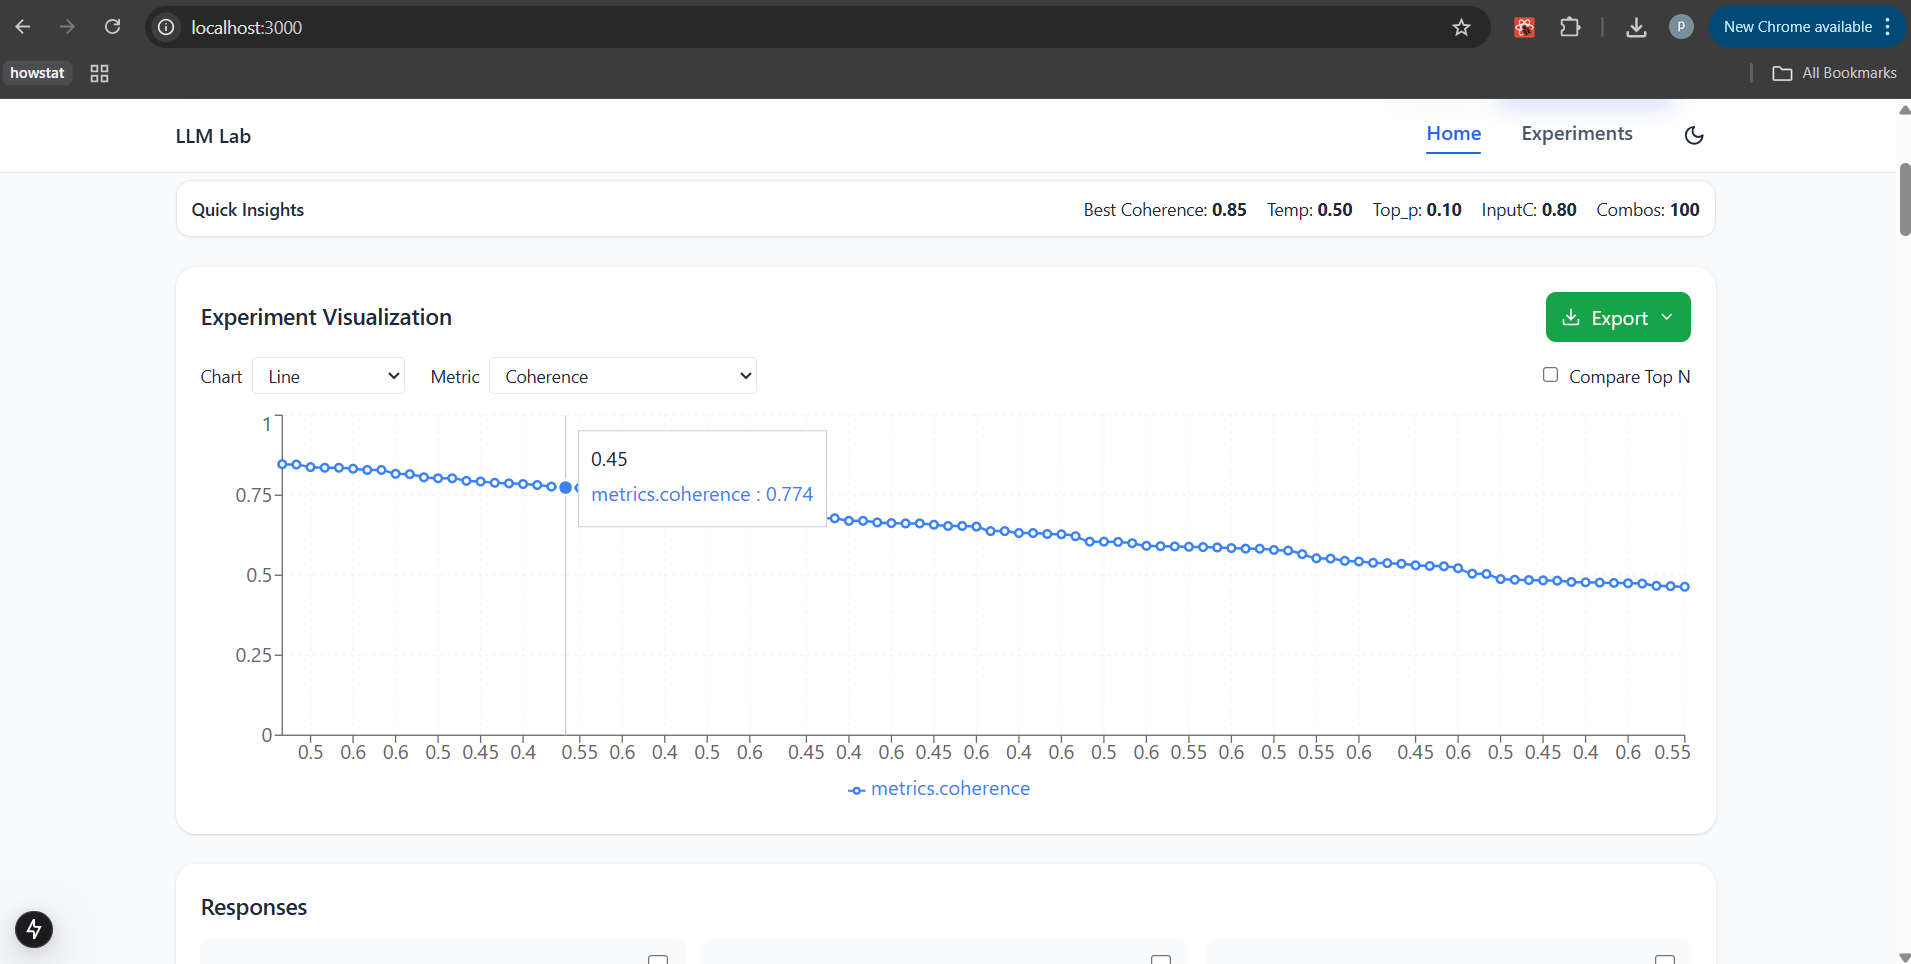 localhost:3000
P
New Chrome available
howstat
All Bookmarks
LLM Lab
Home
Experiments
Quick Insights
Best Coherence: 0.85
Temp: 0.50
Top_p: 0.10
InputC: 0.80
Combos: 100
Experiment Visualization
Export
Chart
Line
Metric
Coherence
Compare Top N
1
0.75
0.5
0.25
0
0.45
metrics.coherence : 0.774
0.5 0.6 0.6 0.5 0.45 0.4 0.55 0.6 0.4 0.5 0.6 0.45 0.4 0.6 0.45 0.6 0.4 0.6 0.5 0.6 0.55 0.6 0.5 0.55 0.6 0.45 0.6 0.5 0.45 0.4 0.6 0.55
metrics.coherence
Responses